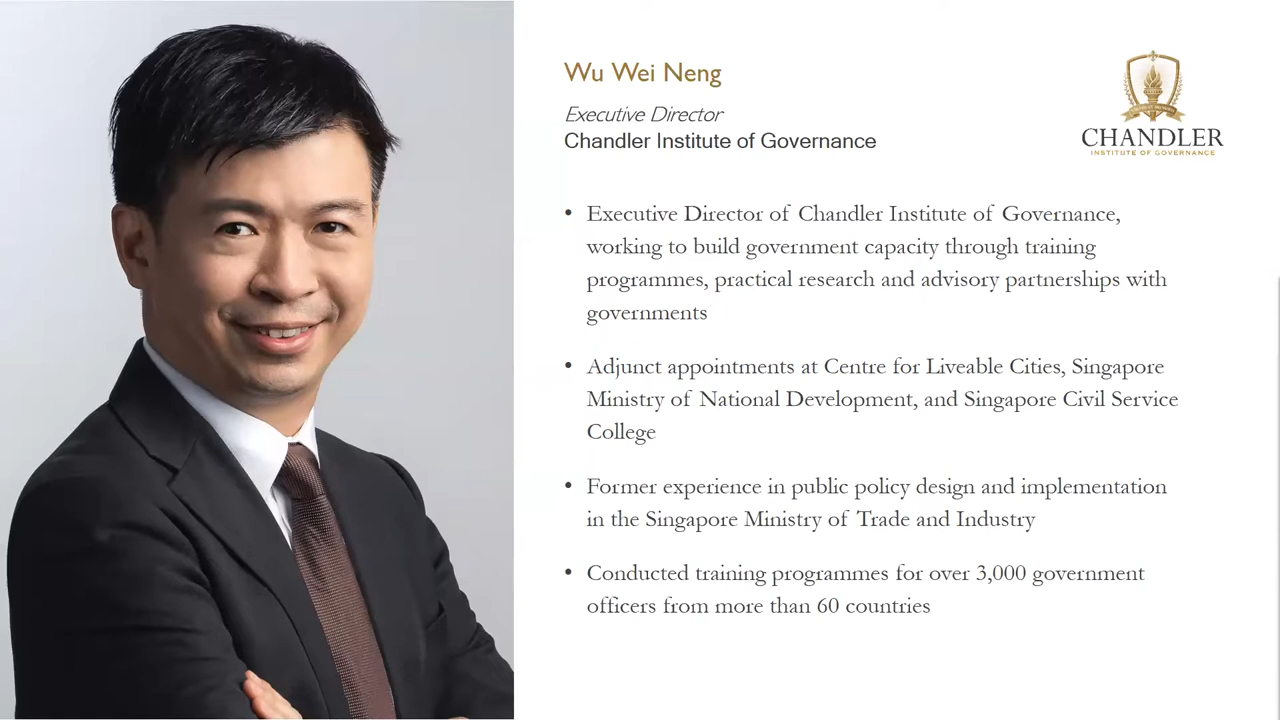 Wu Wei Neng
Executive Director
Chandler Institute of Governance
CHANDLER
INSTITUTE OF GOVERNANCE
• Executive Director of Chandler Institute of Governance,
working to build government capacity through training
programmes, practical research and advisory partnerships with
governments
• Adjunct appointments at Centre for Liveable Cities, Singapore
Ministry of National Development, and Singapore Civil Service
College
• Former experience in public policy design and implementation
in the Singapore Ministry of Trade and Industry
• Conducted training programmes for over 3,000 government
officers from more than 60 countries